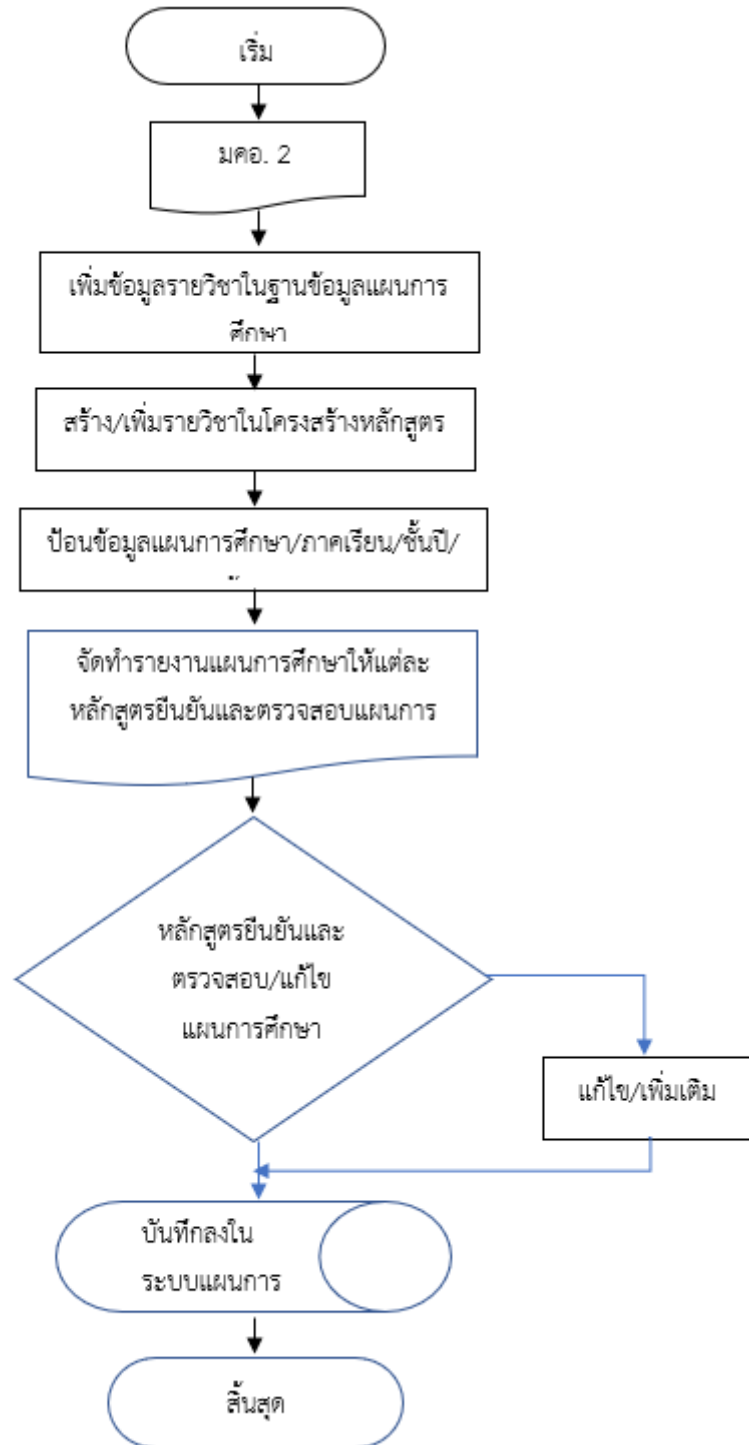 เริ่ม
มคอ. 2
เพิ่มข้อมูลรายวิชาในฐานข้อมูลแผนการ
ศึกษา
สร้าง/เพิ่มรายวิชาในโครงสร้างหลักสูตร
ป้อนข้อมูลแผนการศึกษา/ภาคเรียน/ชั้นปี/
จัดทำรายงานแผนการศึกษาให้แต่ละ
หลักสูตรยืนยันและตรวจสอบแผนการ
หลักสูตรยืนยันและ
ตรวจสอบ/แก้ไข
แผนการศึกษา
แก้ไข/เพิ่มเติม
บันทึกลงใน
ระบบแผนการ
สิ้นสุด